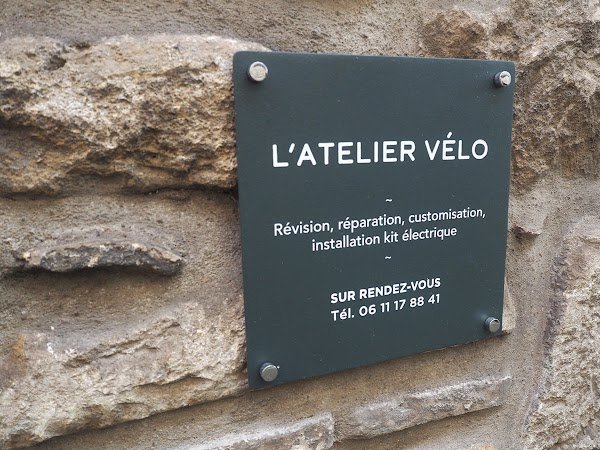 L'ATELIER VÉLO
~
Révision, réparation, customisation,
installation kit électrique
~
SUR RENDEZ-VOUS
Tél. 06 11 17 88 41